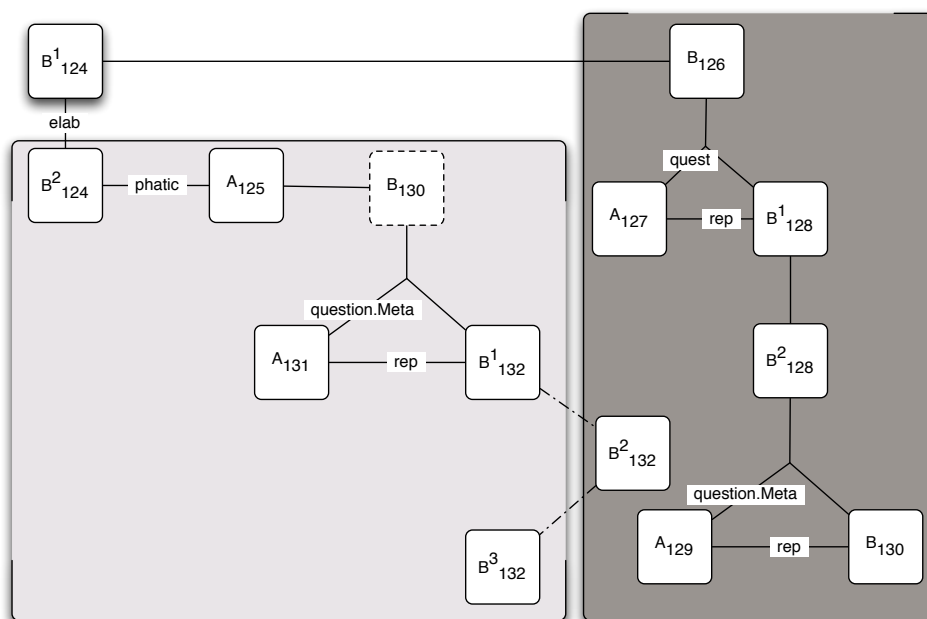 B¹₁₂₄
B₁₂₆
elab
B²₁₂₄
phatic
A₁₂₅
B₁₃₀
quest
A₁₂₇
rep
B¹₁₂₈
question.Meta
A₁₃₁
rep
B¹₁₃₂
B²₁₂₈
B²₁₃₂
question.Meta
B³₁₃₂
A₁₂₉
rep
B₁₃₀